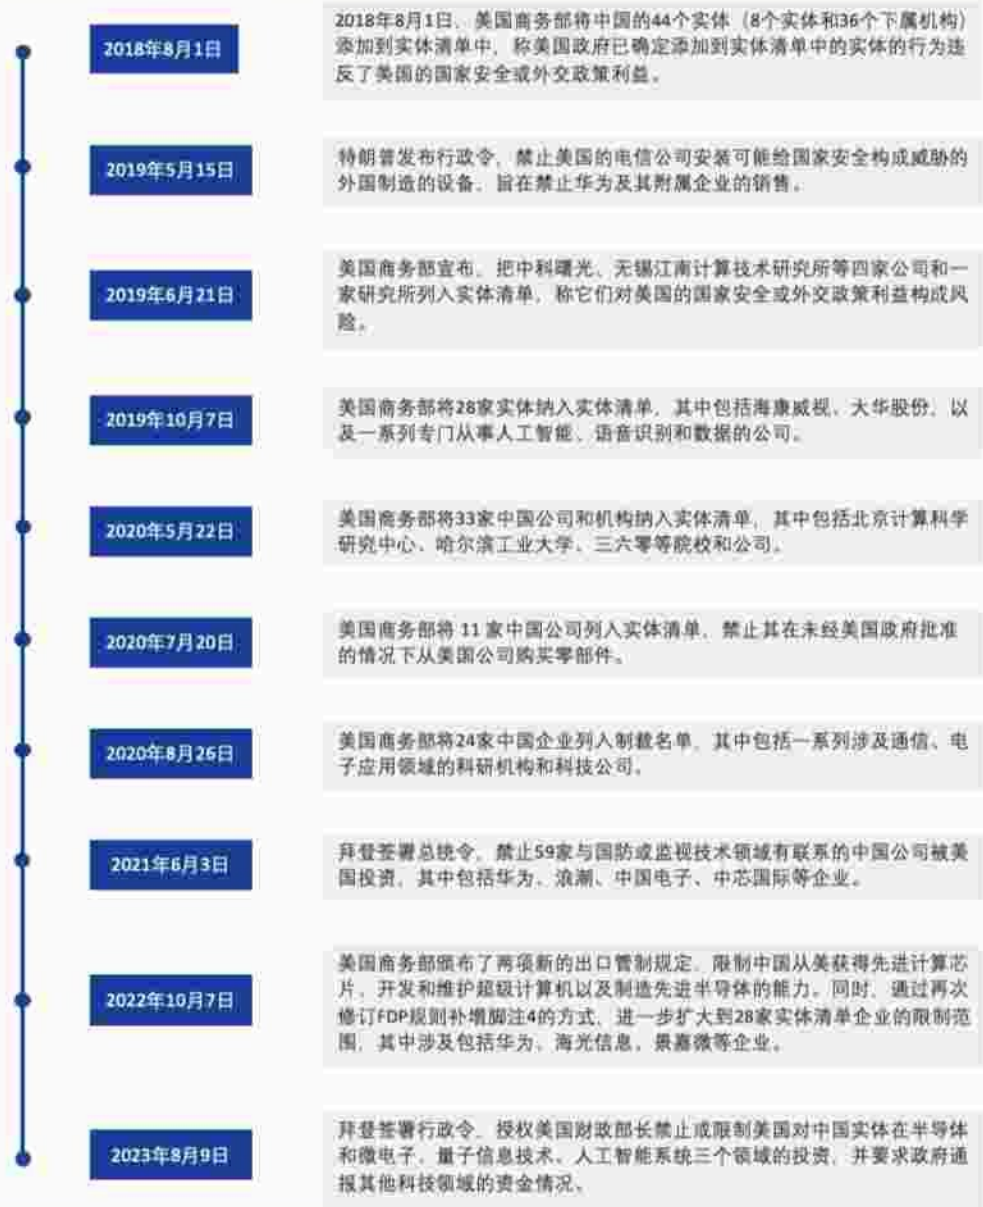 2018年8月1日
2018年8月1日、美国商务部将中国的44个实体（8个实体和36个下属机构）
添加到实体清单中，称美国政府已确定添加到实体清单中的实体的行为违
反了美国的国家安全或外交政策利益。
2019年5月15日
特朗普发布行政令，禁止美国的电信公司安装可能给国家安全构成威胁的
外国制造的设备，旨在禁止华为及其附属企业的销售。
2019年6月21日
美国商务部宣布，把中科曙光、无锡江南计算技术研究所等四家公司和一
家研究所列入实体清单，称它们对美国的国家安全或外交政策利益构成风
险。
2019年10月7日
美国商务部将28家实体纳入实体清单，其中包括海康威视、大华股份，以
及一系列专门从事人工智能、语音识别和数据的公司。
2020年5月22日
美国商务部将33家中国公司和机构纳入实体清单，其中包括北京计算科学
研究中心、哈尔滨工业大学、三六零等院校和公司。
2020年7月20日
美国商务部将 11 家中国公司列入实体清单，禁止其在未经美国政府批准
的情况下从美国公司购买零部件。
2020年8月26日
美国商务部将24家中国企业列入制裁名单，其中包括一系列涉及通信、电
子应用领域的科研机构和科技公司。
2021年6月3日
拜登签署总统令，禁止59家与国防或监视技术领域有联系的中国公司被美
国投资，其中包括华为、浪潮、中国电子、中芯国际等企业。
2022年10月7日
美国商务部颁布了两项新的出口管制规定，限制中国从美获得先进计算芯
片、开发和维护超级计算机以及制造先进半导体的能力。同时，通过再次
修订FDP规则补增脚注4的方式，进一步扩大到28家实体清单企业的限制范
围，其中涉及包括华为、海光信息、景嘉微等企业。
2023年8月9日
拜登签署行政令，授权美国财政部长禁止或限制美国对中国实体在半导体
和微电子、量子信息技术、人工智能系统三个领域的投资，并要求政府通
报其他科技领域的资金情况。